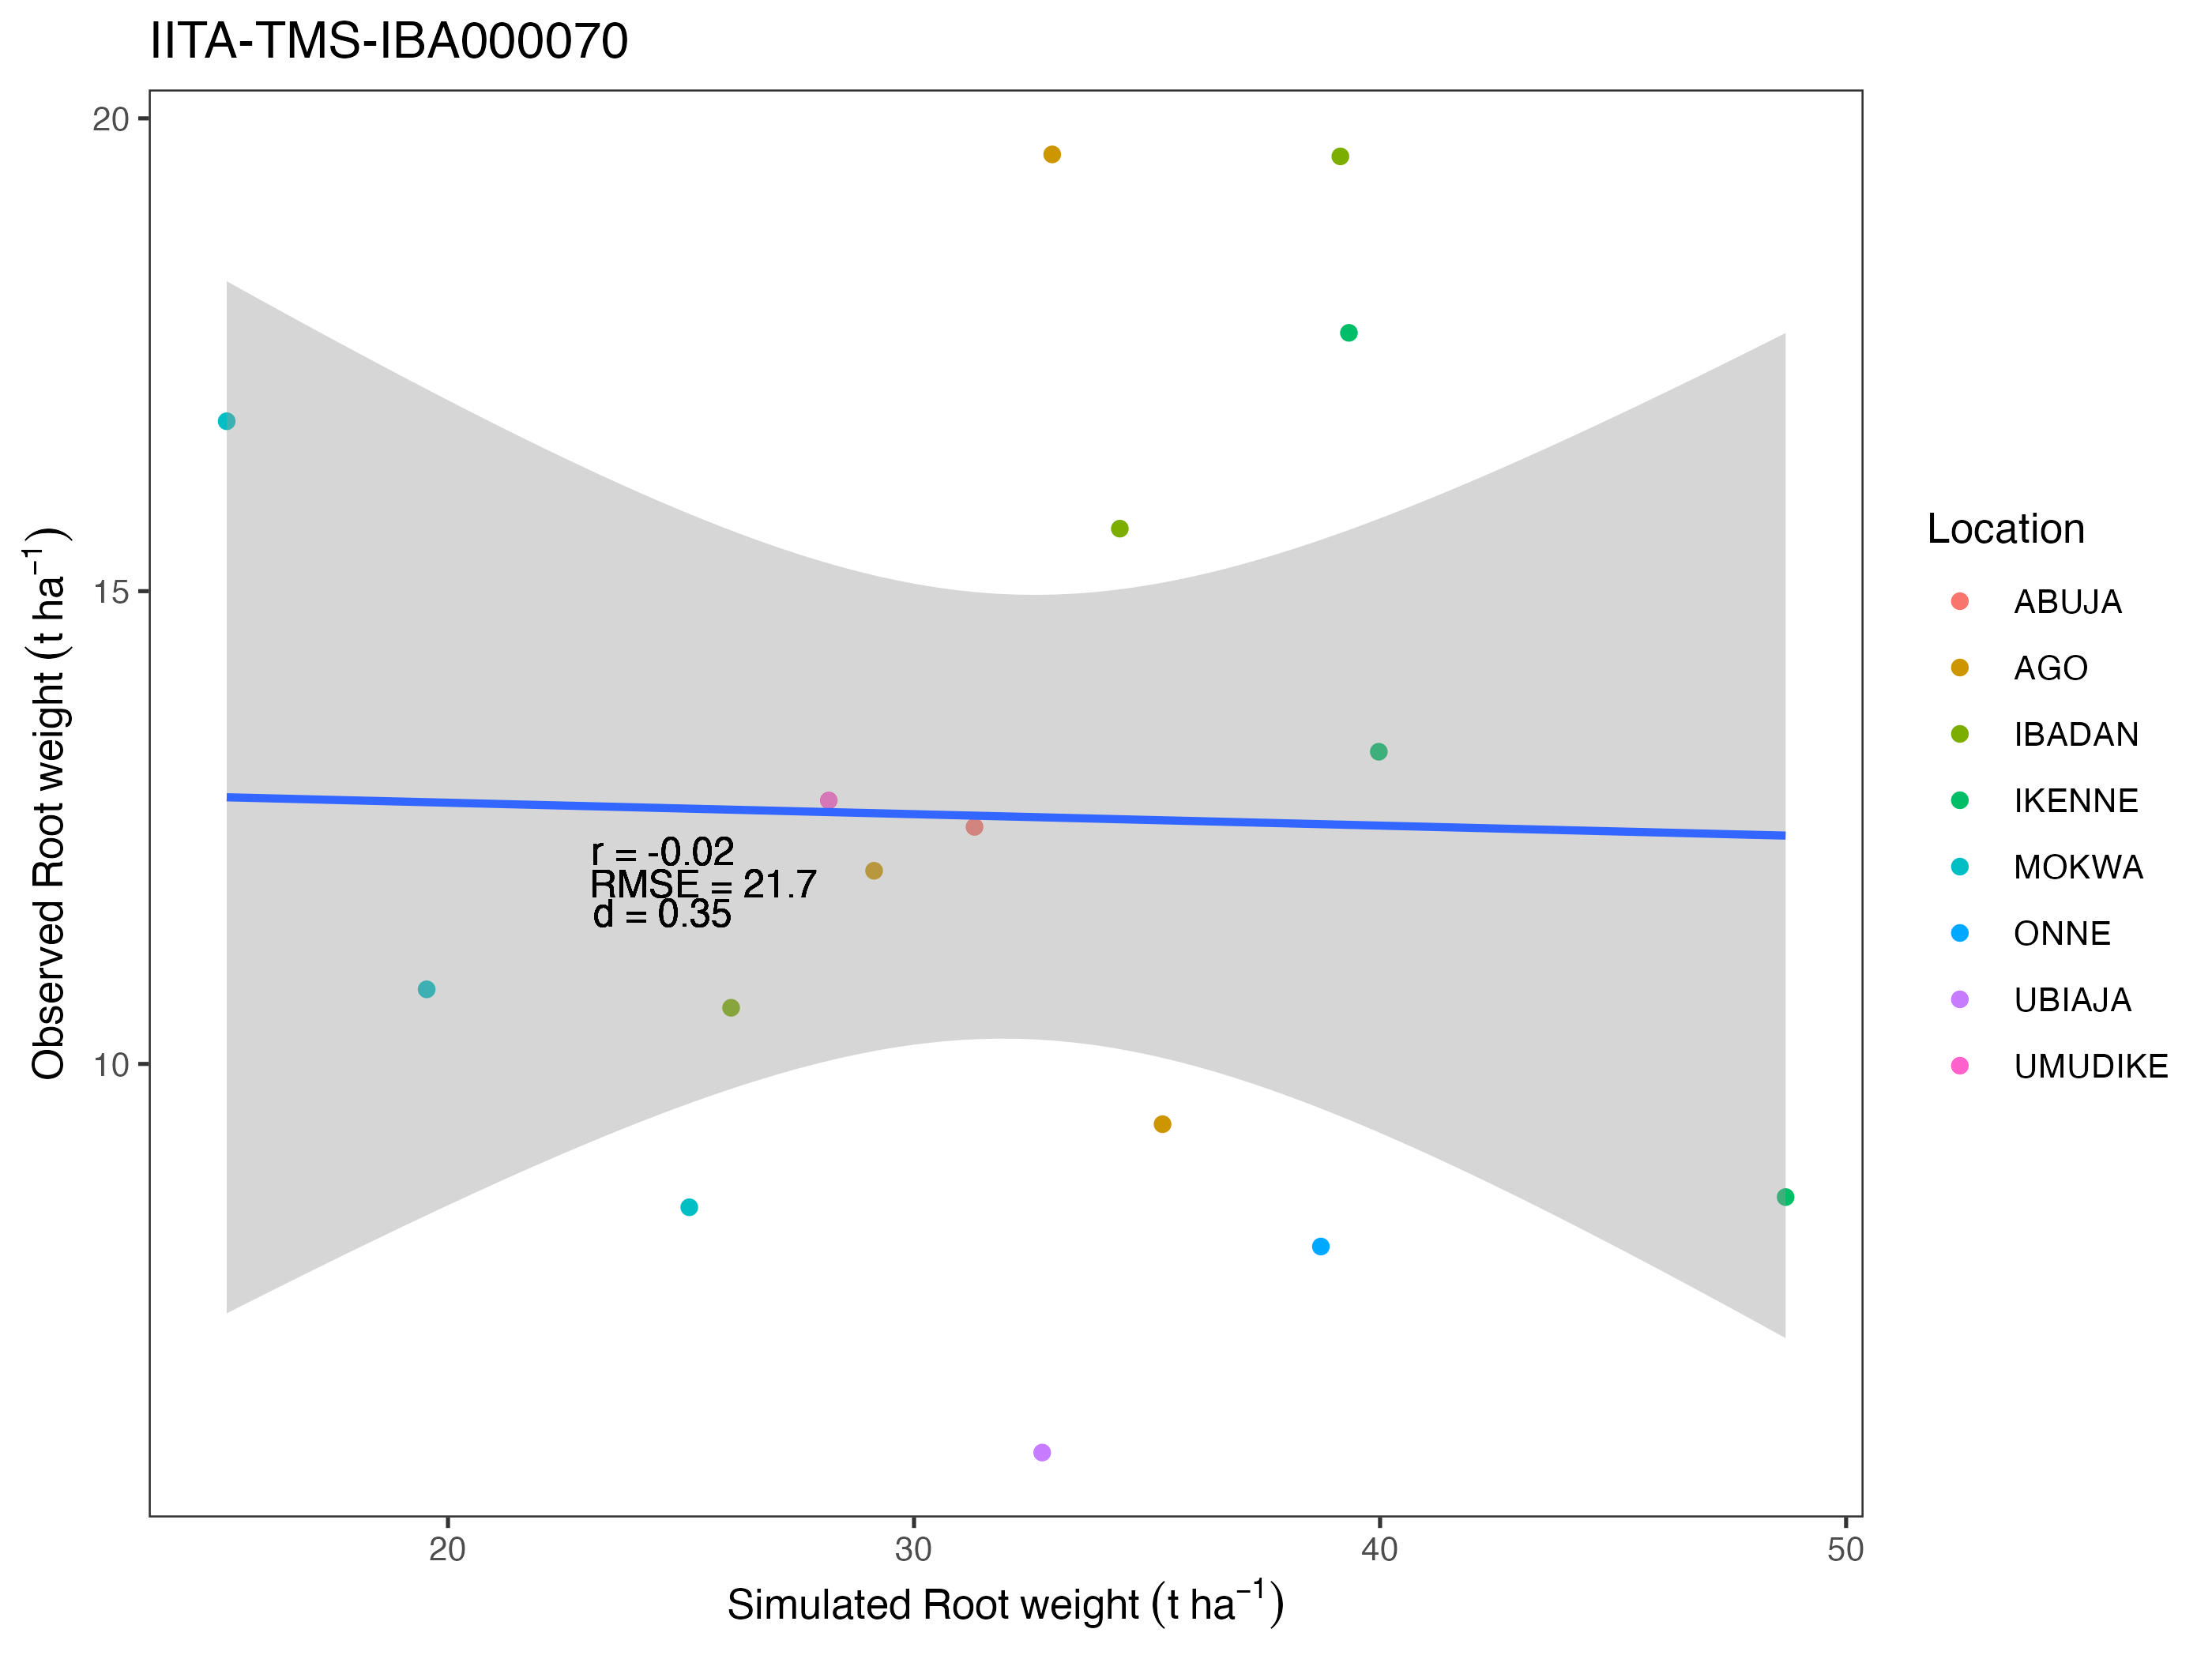 IITA-TMS-IBA000070
20
15
10
Observed Root weight (t ha⁻¹)
r = -0.02
RMSE = 21.7
d = 0.35
20 30 40 50
Simulated Root weight (t ha⁻¹)
Location
ABUJA
AGO
IBADAN
IKENNE
MOKWA
ONNE
UBIAJA
UMUDIKE